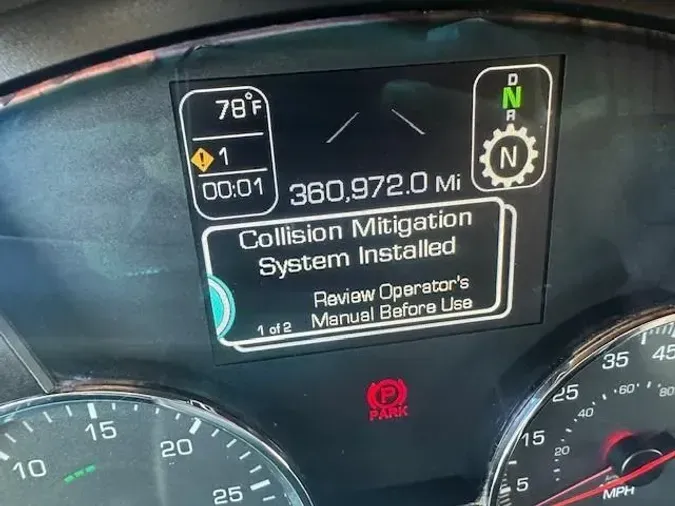 78°F
1
00:01
D
N
R
N
360,972.0 Mi
Collision Mitigation
System Installed
Review Operator's
1 of 2 Manual Before Use
P
PARK
10 15 20 25
5 15 25 35 45
20 40 60 80
MPH